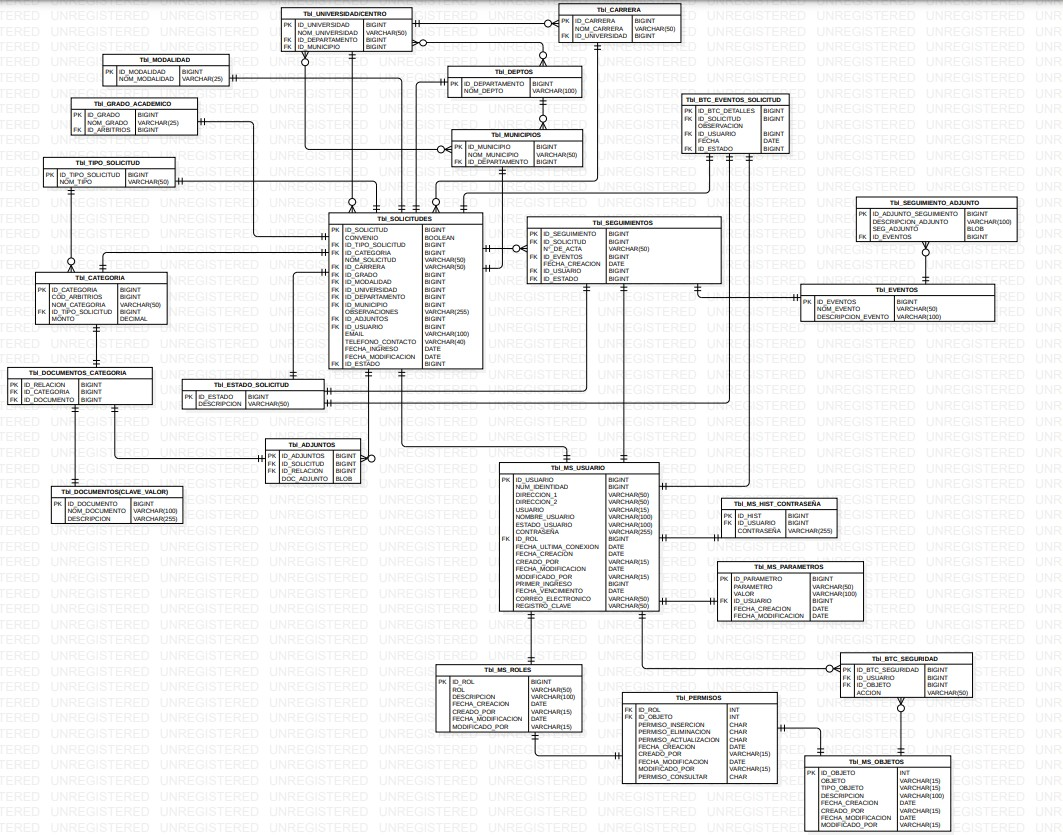 Tbl_UNIVERSIDAD/CENTRO
PK ID_UNIVERSIDAD BIGINT
NOM_UNIVERSIDAD VARCHAR(50)
FK ID_DEPARTAMENTO BIGINT
FK ID_MUNICIPIO BIGINT
Tbl_CARRERA
PK ID_CARRERA BIGINT
NOM_CARRERA VARCHAR(50)
FK ID_UNIVERSIDAD BIGINT
Tbl_MODALIDAD
PK ID_MODALIDAD BIGINT
NOM_MODALIDAD VARCHAR(25)
Tbl_DEPTOS
PK ID_DEPARTAMENTO BIGINT
NOM_DEPTO VARCHAR(100)
Tbl_GRADO_ACADEMICO
PK ID_GRADO BIGINT
NOM_GRADO VARCHAR(25)
FK ID_ARBITRIOS BIGINT
Tbl_BTC_EVENTOS_SOLICITUD
PK ID_BTC_DETALLES BIGINT
FK ID_SOLICITUD BIGINT
OBSERVACION
FK ID_USUARIO BIGINT
FECHA DATE
FK ID_ESTADO BIGINT
Tbl_MUNICIPIOS
PK ID_MUNICIPIO BIGINT
NOM_MUNICIPIO VARCHAR(50)
FK ID_DEPARTAMENTO BIGINT
Tbl_TIPO_SOLICITUD
PK ID_TIPO_SOLICITUD BIGINT
NOM_TIPO VARCHAR(50)
Tbl_SEGUIMIENTO_ADJUNTO
PK ID_ADJUNTO_SEGUIMIENTO BIGINT
DESCRIPCION_ADJUNTO VARCHAR(100)
SEG_ADJUNTO BLOB
FK ID_EVENTOS BIGINT
Tbl_SOLICITUDES
PK ID_SOLICITUD BIGINT
CONVENIO BOOLEAN
FK ID_TIPO_SOLICITUD BIGINT
FK ID_CATEGORIA BIGINT
NOM_SOLICITUD VARCHAR(50)
FK ID_CARRERA VARCHAR(50)
FK ID_GRADO BIGINT
FK ID_MODALIDAD BIGINT
FK ID_UNIVERSIDAD BIGINT
FK ID_DEPARTAMENTO BIGINT
FK ID_MUNICIPIO BIGINT
OBSERVACIONES VARCHAR(255)
FK ID_ADJUNTOS BIGINT
FK ID_USUARIO BIGINT
EMAIL VARCHAR(100)
TELEFONO_CONTACTO VARCHAR(40)
FECHA_INGRESO DATE
FECHA_MODIFICACION DATE
FK ID_ESTADO BIGINT
Tbl_SEGUIMIENTOS
PK ID_SEGUIMIENTO BIGINT
FK ID_SOLICITUD BIGINT
N°_DE_ACTA VARCHAR(50)
FK ID_EVENTOS BIGINT
FECHA_CREACION DATE
FK ID_USUARIO BIGINT
FK ID_ESTADO BIGINT
Tbl_CATEGORIA
PK ID_CATEGORIA BIGINT
COD_ARBITRIOS BIGINT
NOM_CATEGORIA VARCHAR(50)
FK ID_TIPO_SOLICITUD BIGINT
MONTO DECIMAL
Tbl_EVENTOS
PK ID_EVENTOS BIGINT
NOM_EVENTO VARCHAR(50)
DESCRIPCION_EVENTO VARCHAR(100)
Tbl_DOCUMENTOS_CATEGORIA
PK ID_RELACION BIGINT
FK ID_CATEGORIA BIGINT
FK ID_DOCUMENTO BIGINT
Tbl_ESTADO_SOLICITUD
PK ID_ESTADO BIGINT
DESCRIPCION VARCHAR(50)
Tbl_ADJUNTOS
PK ID_ADJUNTOS BIGINT
FK ID_SOLICITUD BIGINT
FK ID_RELACION BIGINT
DOC_ADJUNTO BLOB
Tbl_DOCUMENTOS(CLAVE_VALOR)
PK ID_DOCUMENTO BIGINT
NOM_DOCUMENTO VARCHAR(100)
DESCRIPCION VARCHAR(255)
Tbl_MS_USUARIO
PK ID_USUARIO BIGINT
NUM_IDEINTIDAD BIGINT
DIRECCION_1 VARCHAR(50)
DIRECCION_2 VARCHAR(50)
USUARIO VARCHAR(15)
NOMBRE_USUARIO VARCHAR(100)
ESTADO_USUARIO VARCHAR(100)
CONTRASEÑA VARCHAR(255)
FK ID_ROL BIGINT
FECHA_ULTIMA_CONEXION DATE
FECHA_CREACION DATE
CREADO_POR VARCHAR(15)
FECHA_MODIFICACION DATE
MODIFICADO_POR VARCHAR(15)
PRIMER_INGRESO BIGINT
FECHA_VENCIMIENTO DATE
CORREO_ELECTRONICO VARCHAR(50)
REGISTRO_CLAVE VARCHAR(50)
Tbl_MS_HIST_CONTRASEÑA
PK ID_HIST BIGINT
FK ID_USUARIO BIGINT
CONTRASEÑA VARCHAR(255)
Tbl_MS_PARAMETROS
PK ID_PARAMETRO BIGINT
PARAMETRO VARCHAR(50)
VALOR VARCHAR(100)
FK ID_USUARIO BIGINT
FECHA_CREACION DATE
FECHA_MODIFICACION DATE
Tbl_MS_ROLES
PK ID_ROL BIGINT
ROL VARCHAR(50)
DESCRIPCION VARCHAR(100)
FECHA_CREACION DATE
CREADO_POR VARCHAR(15)
FECHA_MODIFICACION DATE
MODIFICADO_POR VARCHAR(15)
Tbl_BTC_SEGURIDAD
PK ID_BTC_SEGURIDAD BIGINT
FK ID_USUARIO BIGINT
FK ID_OBJETO BIGINT
ACCION VARCHAR(50)
Tbl_PERMISOS
FK ID_ROL INT
FK ID_OBJETO INT
PERMISO_INSERCION CHAR
PERMISO_ELIMINACION CHAR
PERMISO_ACTUALIZACION CHAR
FECHA_CREACION DATE
CREADO_POR VARCHAR(15)
FECHA_MODIFICACION DATE
MODIFICADO_POR VARCHAR(15)
PERMISO_CONSULTAR CHAR
Tbl_MS_OBJETOS
PK ID_OBJETO INT
OBJETO VARCHAR(15)
TIPO_OBJETO VARCHAR(15)
DESCRIPCION VARCHAR(100)
FECHA_CREACION DATE
CREADO_POR VARCHAR(15)
FECHA_MODIFICACION DATE
MODIFICADO_POR VARCHAR(15)
UNREGISTERED